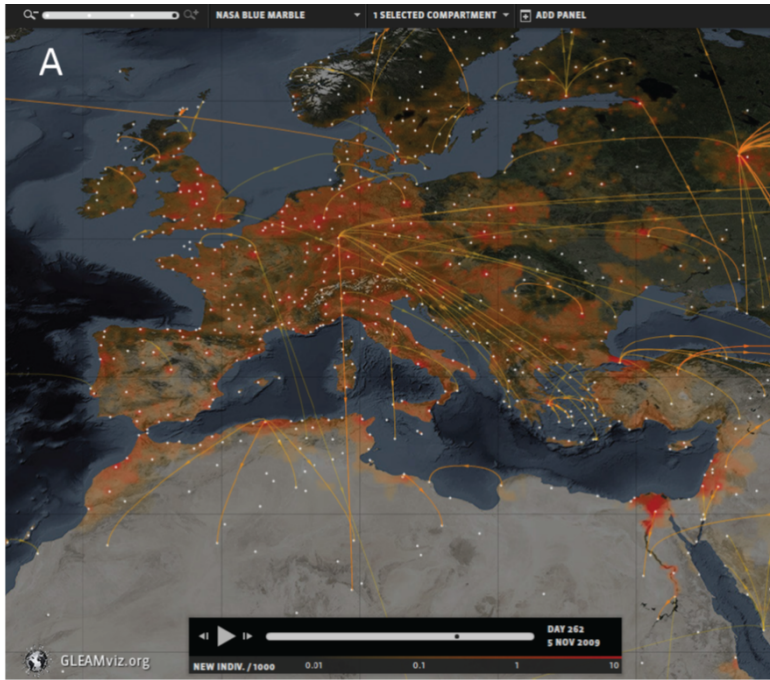 NASA BLUE MARBLE 1 SELECTED COMPARTMENT ADD PANEL
A
DAY 262
5 NOV 2009
NEW INDIV. / 1000 0.01 0.1 1 10
GLEAMviz.org